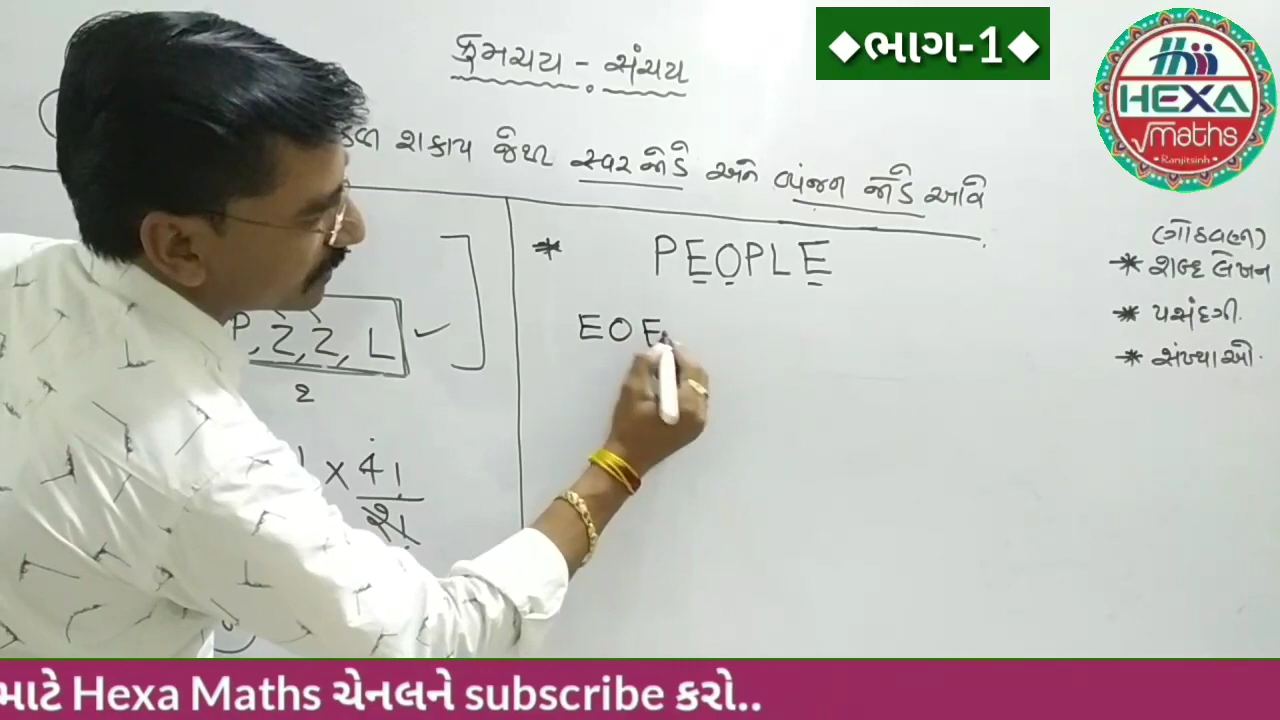 ◆ભાગ-1◆
HEXA
√maths
• Ranjitsinh •
ક્રમચય - સંચય
શકાય જેથી સ્વર જોડે અને વ્યંજન જોડે આવે
(ગોઠવણ)
* શબ્દ લેખન
* પસંદગી.
* સંખ્યાઓ.
* PEOPLE
EOE
P, Z, Z, L ✓
૨
× 4!
2!
માટે Hexa Maths ચેનલને subscribe કરો..